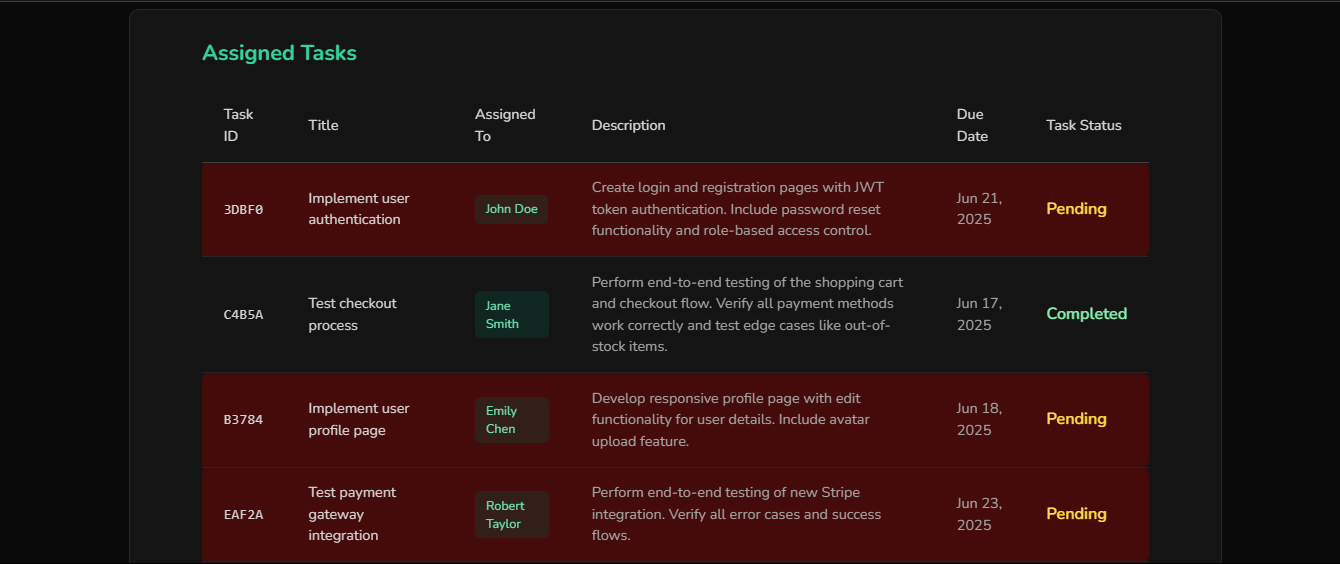 Assigned Tasks
Task
ID
Title
Assigned
To
Description
Due
Date
Task Status
3DBF0
Implement user
authentication
John Doe
Create login and registration pages with JWT
token authentication. Include password reset
functionality and role-based access control.
Jun 21,
2025
Pending
C4B5A
Test checkout
process
Jane
Smith
Perform end-to-end testing of the shopping cart
and checkout flow. Verify all payment methods
work correctly and test edge cases like out-of-
stock items.
Jun 17,
2025
Completed
B3784
Implement user
profile page
Emily
Chen
Develop responsive profile page with edit
functionality for user details. Include avatar
upload feature.
Jun 18,
2025
Pending
EAF2A
Test payment
gateway
integration
Robert
Taylor
Perform end-to-end testing of new Stripe
integration. Verify all error cases and success
flows.
Jun 23,
2025
Pending